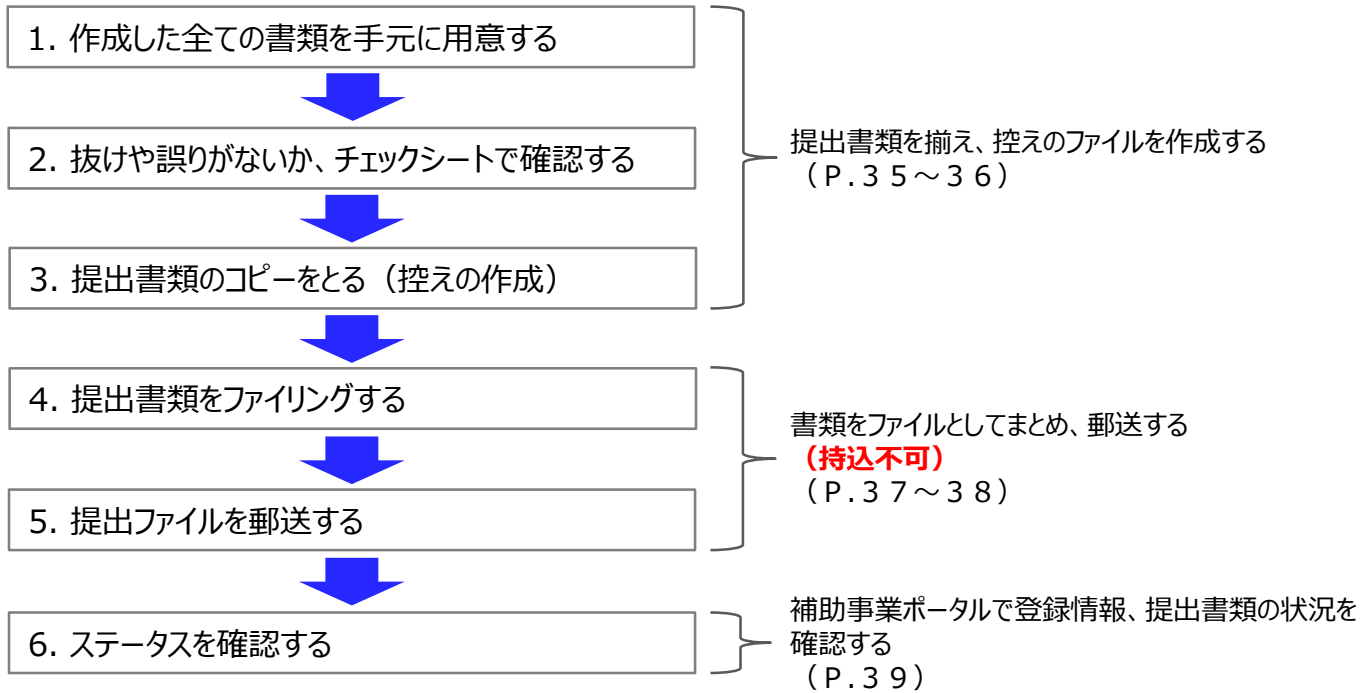 1. 作成した全ての書類を手元に用意する
2. 抜けや誤りがないか、チェックシートで確認する
3. 提出書類のコピーをとる（控えの作成）
提出書類を揃え、控えのファイルを作成する
（Ｐ.３５～３６）
4. 提出書類をファイリングする
5. 提出ファイルを郵送する
書類をファイルとしてまとめ、郵送する
（持込不可）
（Ｐ.３７～３８）
6. ステータスを確認する
補助事業ポータルで登録情報、提出書類の状況を
確認する
（Ｐ.３９）